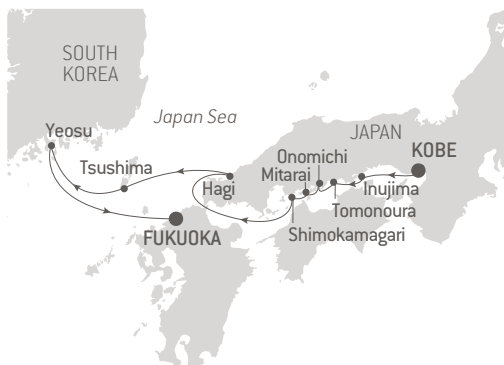 SOUTH
KOREA
Yeosu
Japan Sea
Tsushima
JAPAN
KOBE
Onomichi
Mitarai
Hagi
Inujima
Tomonoura
FUKUOKA
Shimokamagari